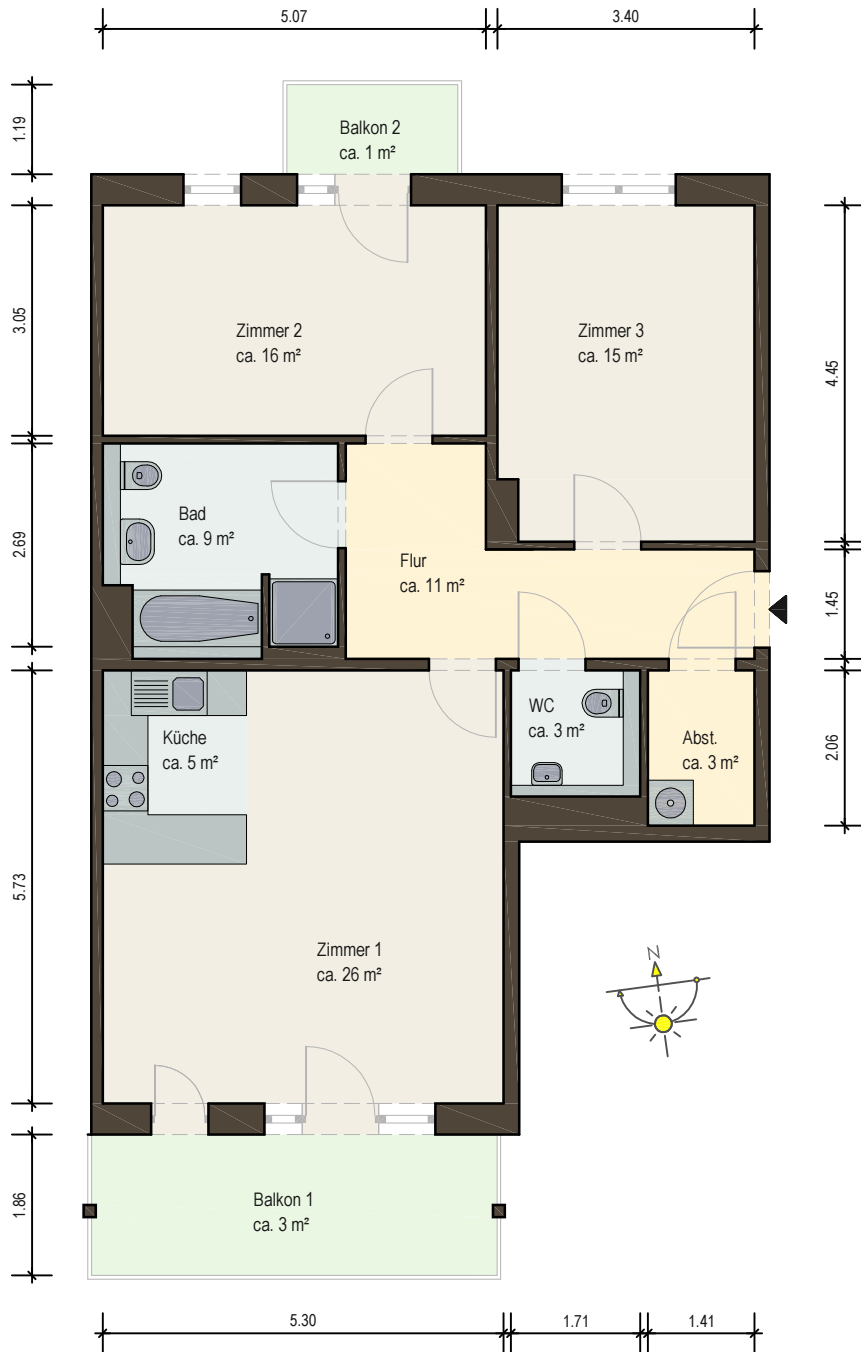 5.07
3.40
1.19
Balkon 2
ca. 1 m²
3.05
Zimmer 2
ca. 16 m²
Zimmer 3
ca. 15 m²
4.45
2.69
Bad
ca. 9 m²
Flur
ca. 11 m²
1.45
Küche
ca. 5 m²
WC
ca. 3 m²
Abst.
ca. 3 m²
2.06
5.73
Zimmer 1
ca. 26 m²
N
1.86
Balkon 1
ca. 3 m²
5.30
1.71
1.41